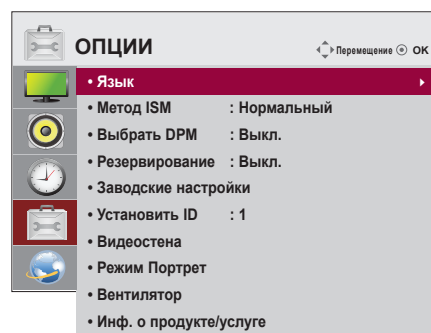 ОПЦИИ
Перемещение OK
• Язык
• Метод ISM : Нормальный
• Выбрать DPM : Выкл.
• Резервирование : Выкл.
• Заводские настройки
• Установить ID : 1
• Видеостена
• Режим Портрет
• Вентилятор
• Инф. о продукте/услуге